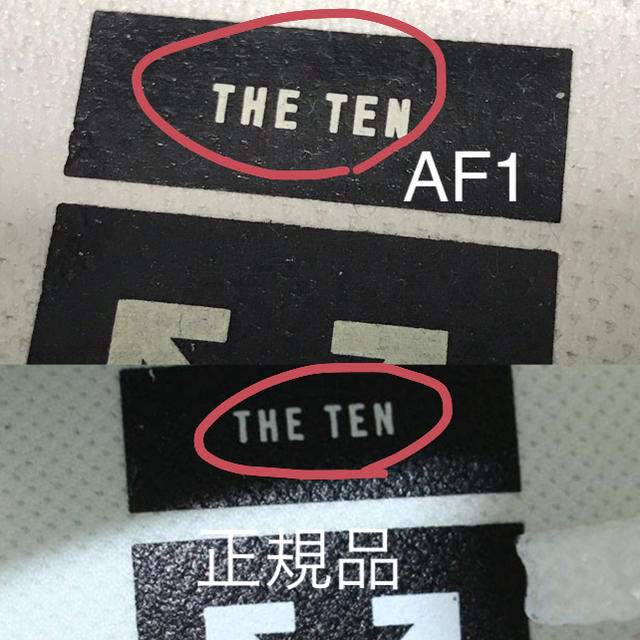 THE TEN
AF1
THE TEN
正規品